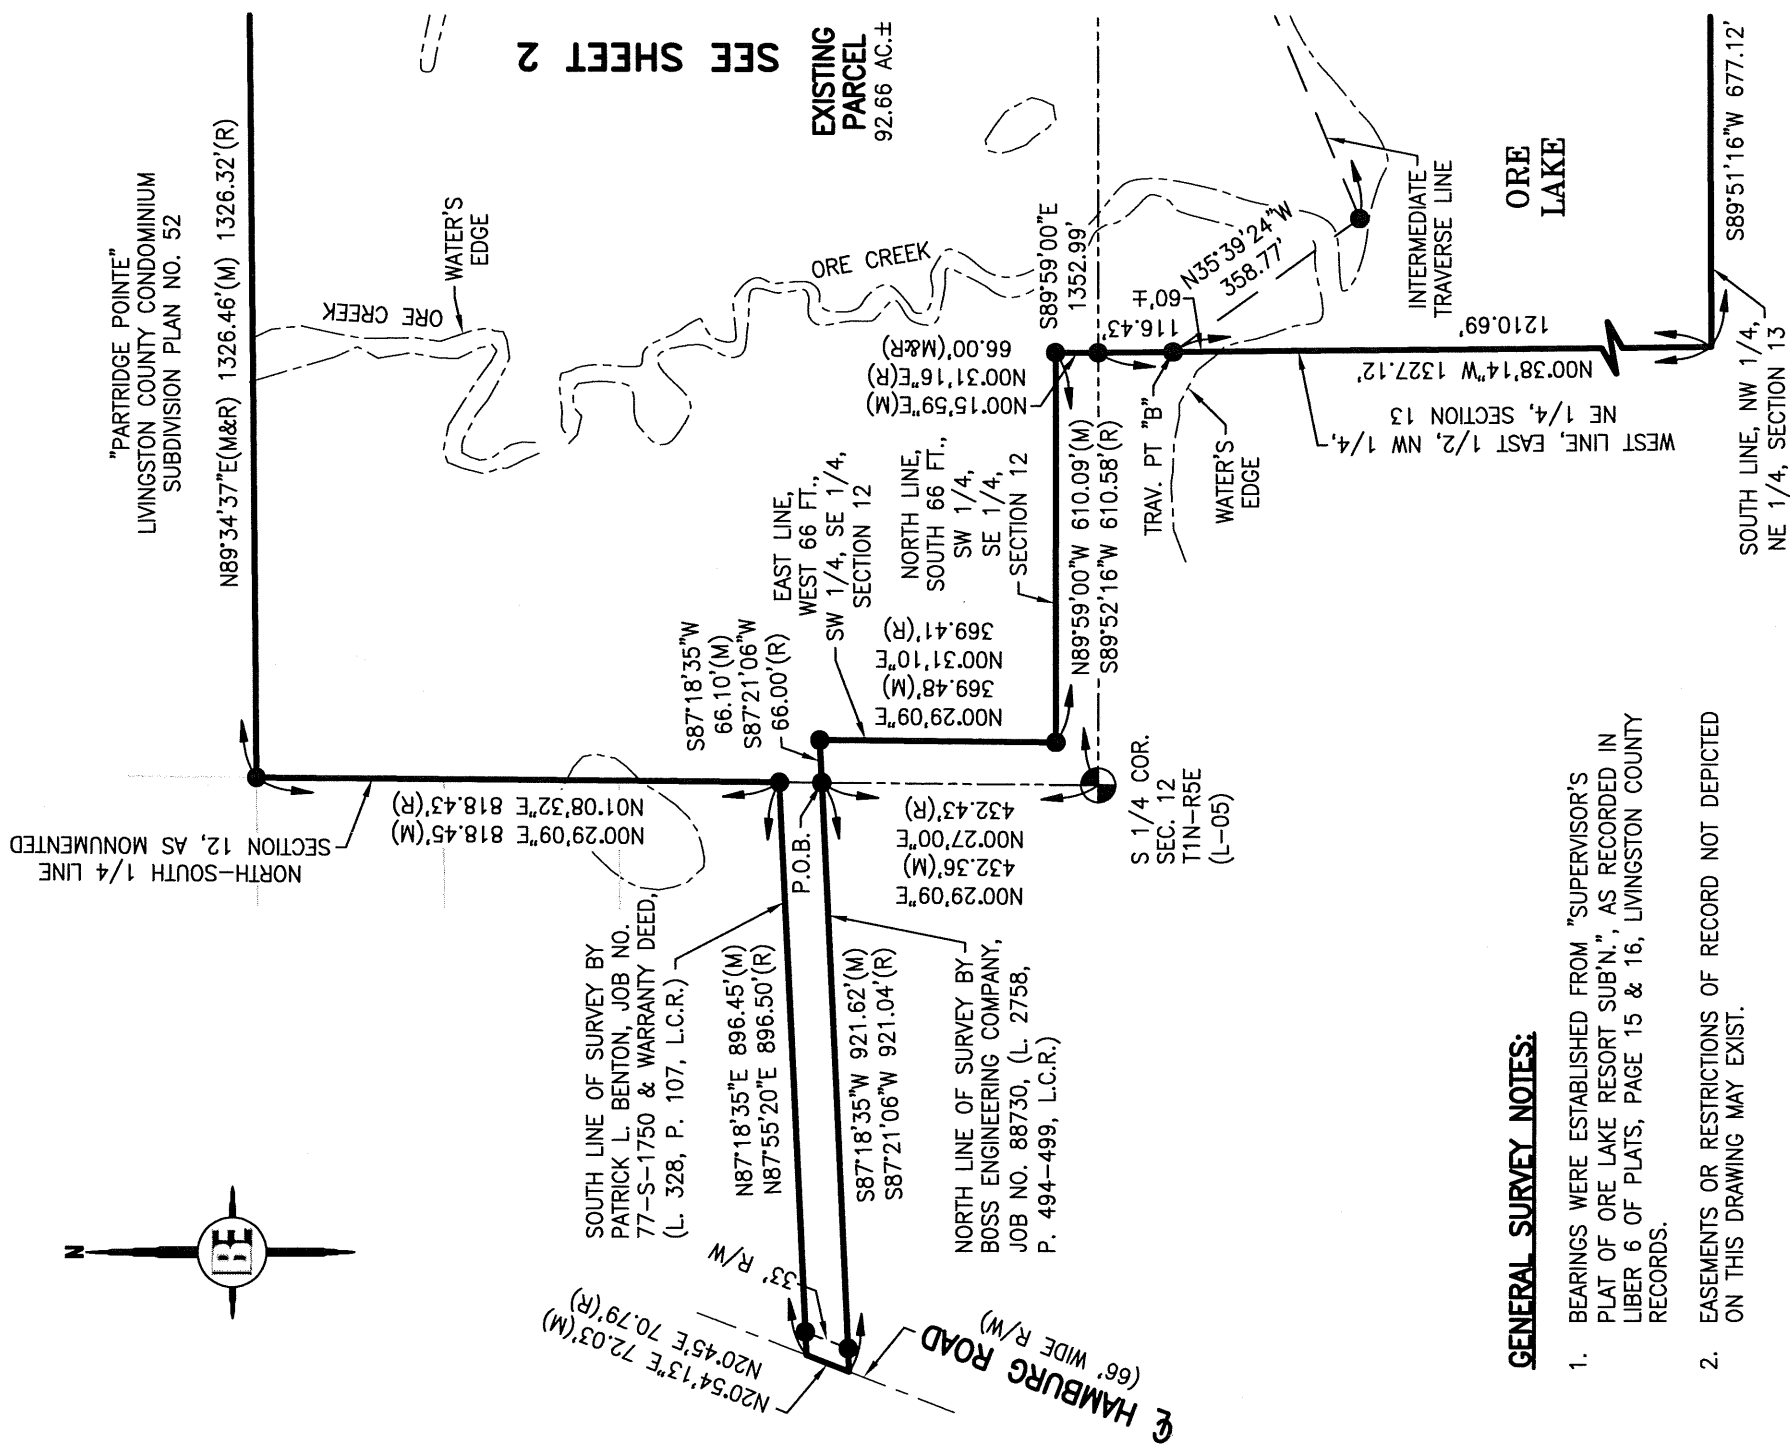 "PARTRIDGE POINTE"
LIVINGSTON COUNTY CONDOMINIUM
SUBDIVISION PLAN NO. 52
N89°34'37"E(M&R) 1326.46'(M) 1326.32'(R)
ORE CREEK
WATER'S
EDGE
SEE SHEET 2
EXISTING
PARCEL
92.66 AC.±
ORE CREEK
NORTH-SOUTH 1/4 LINE
SECTION 12, AS MONUMENTED
N01°08'32"E 818.43'(R)
N00°29'09"E 818.45'(M)
S87°18'35"W
66.10'(M)
S87°21'06"W
66.00'(R)
EAST LINE,
WEST 66 FT.,
SW 1/4, SE 1/4,
SECTION 12
N00°29'09"E
369.48'(M)
N00°31'10"E
369.41'(R)
NORTH LINE,
SOUTH 66 FT.,
SW 1/4,
SE 1/4,
SECTION 12
N00°15'59"E(M)
N00°31'16"E(R)
66.00'(M&R)
S89°59'00"E
1352.99'
N89°59'00"W 610.09'(M)
S89°52'16"W 610.58'(R)
116.43'
60'±
N35°39'24"W
358.77'
TRAV. PT "B"
WATER'S
EDGE
INTERMEDIATE
TRAVERSE LINE
ORE
LAKE
1210.69'
N00°38'14"W 1327.12'
WEST LINE, EAST 1/2, NW 1/4,
NE 1/4, SECTION 13
S89°51'16"W 677.12'
SOUTH LINE, NW 1/4,
NE 1/4, SECTION 13
P.O.B.
N00°29'09"E
432.36'(M)
N00°27'00"E
432.43'(R)
S 1/4 COR.
SEC. 12
T1N-R5E
(L-05)
SOUTH LINE OF SURVEY BY
PATRICK L. BENTON, JOB NO.
77-S-1750 & WARRANTY DEED,
(L. 328, P. 107, L.C.R.)
N87°18'35"E 896.45'(M)
N87°55'20"E 896.50'(R)
S87°18'35"W 921.62'(M)
S87°21'06"W 921.04'(R)
NORTH LINE OF SURVEY BY
BOSS ENGINEERING COMPANY,
JOB NO. 88730, (L. 2758,
P. 494-499, L.C.R.)
33' R/W
N20°54'13"E 72.03'(M)
N20°45'E 70.79'(R)
℄ HAMBURG ROAD
(66' WIDE R/W)
N
BE
GENERAL SURVEY NOTES:
1. BEARINGS WERE ESTABLISHED FROM "SUPERVISOR'S
PLAT OF ORE LAKE RESORT SUB'N.", AS RECORDED IN
LIBER 6 OF PLATS, PAGE 15 & 16, LIVINGSTON COUNTY
RECORDS.
2. EASEMENTS OR RESTRICTIONS OF RECORD NOT DEPICTED
ON THIS DRAWING MAY EXIST.